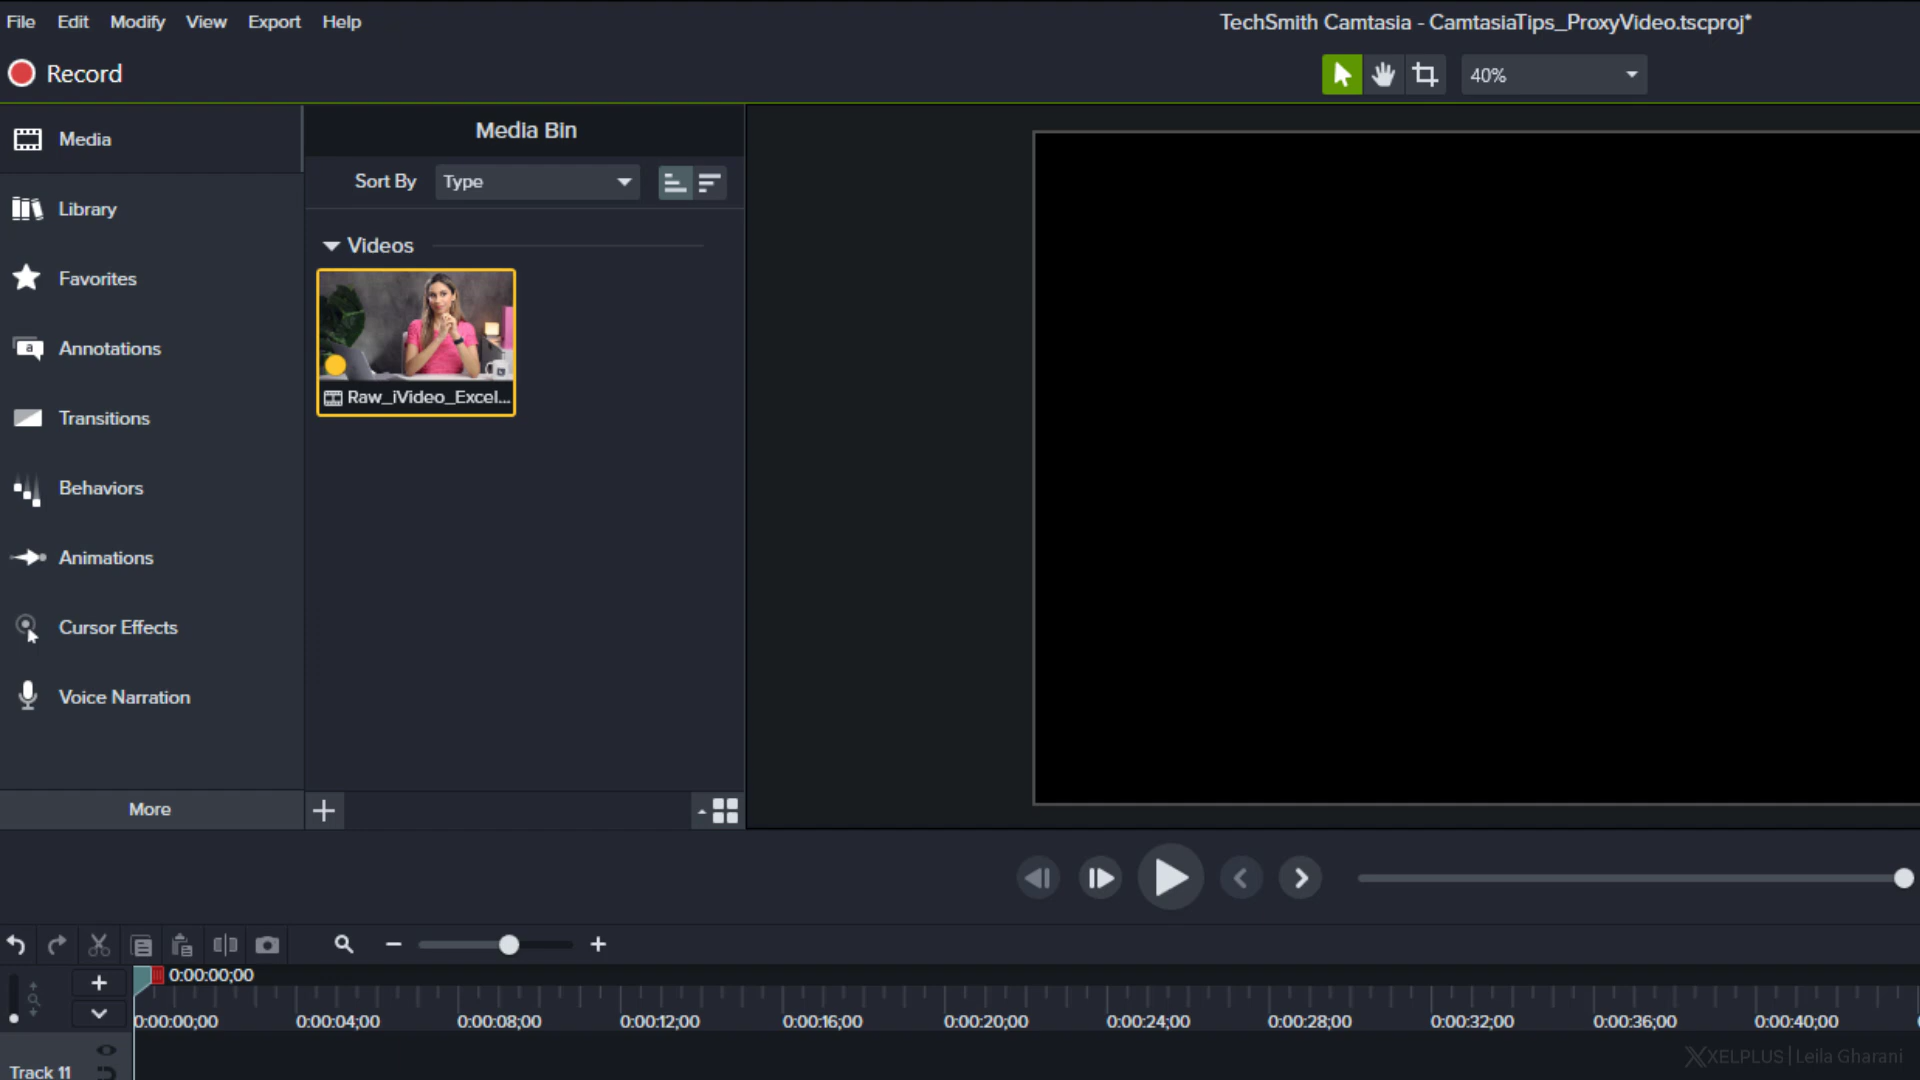 File Edit Modify View Export Help
TechSmith Camtasia - CamtasiaTips_ProxyVideo.tscproj*
Record
40%
Media
Library
Favorites
Annotations
Transitions
Behaviors
Animations
Cursor Effects
Voice Narration
More
Media Bin
Sort By Type
Videos
Raw_iVideo_Excel...
0:00:00;00
0:00:00;00 0:00:04;00 0:00:08;00 0:00:12;00 0:00:16;00 0:00:20;00 0:00:24;00 0:00:28;00 0:00:32;00 0:00:36;00 0:00:40;00
Track 11
XELPLUS | Leila Gharani